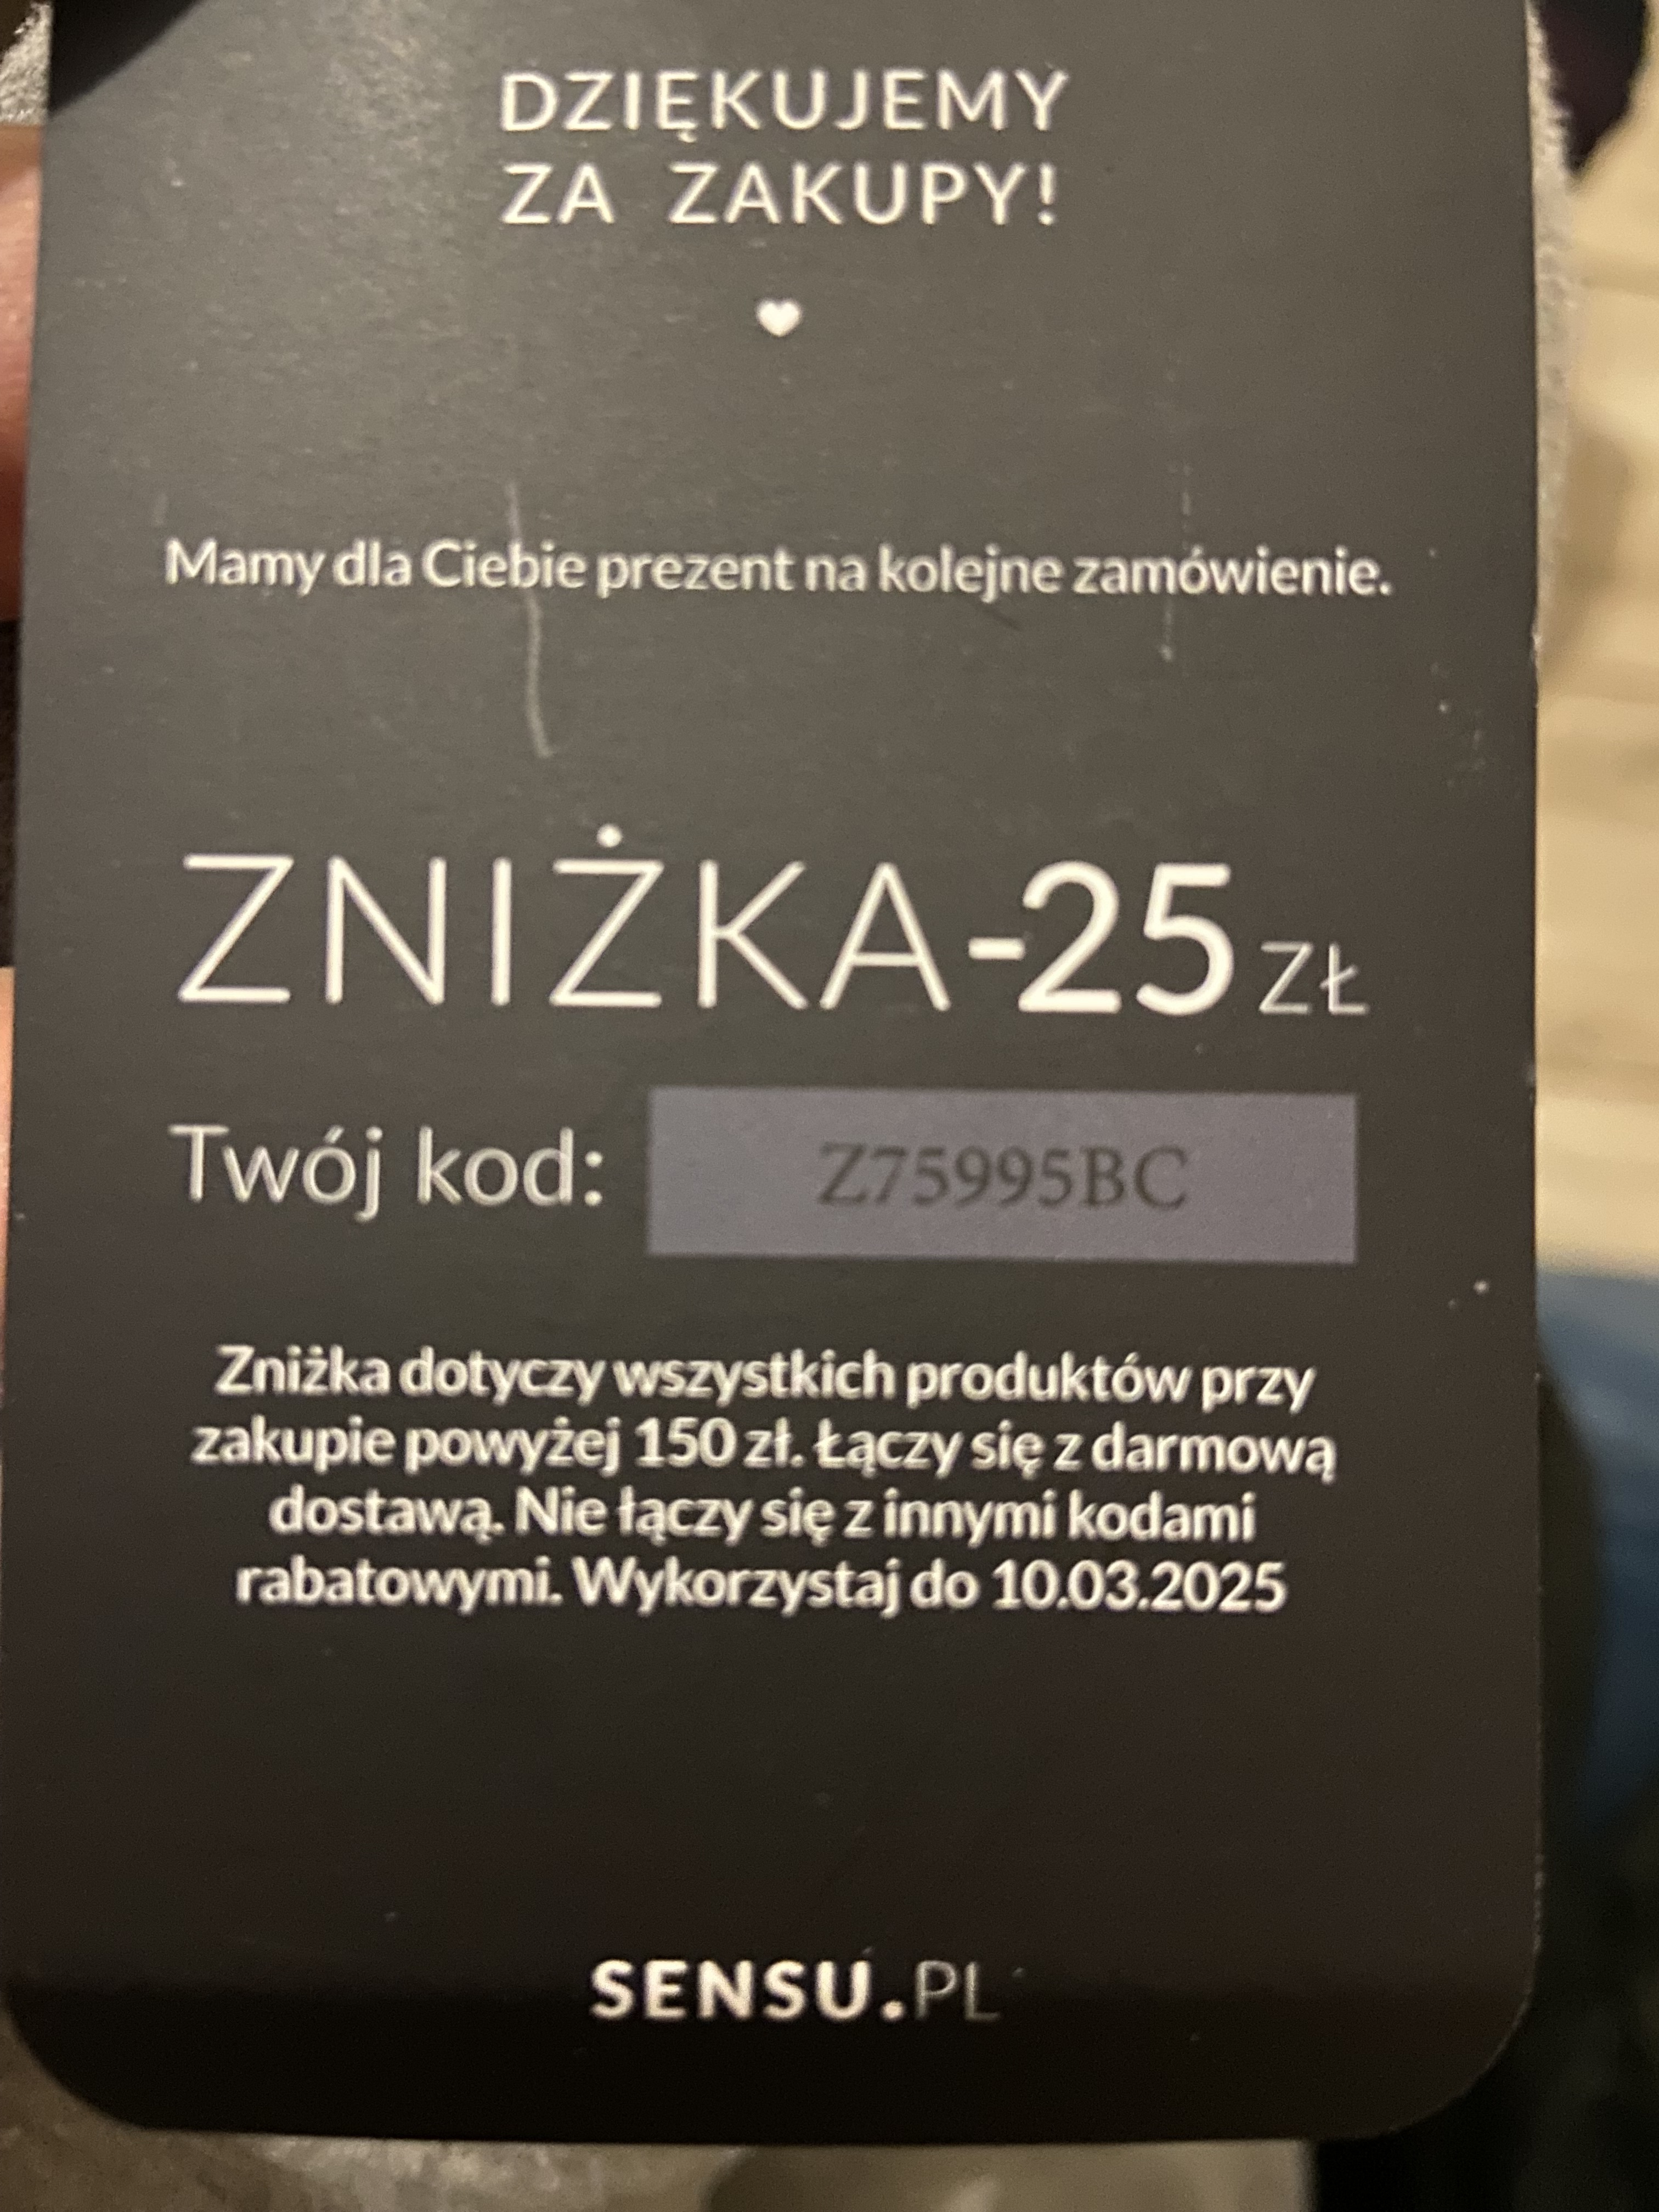 DZIĘKUJEMY
ZA ZAKUPY!
Mamy dla Ciebie prezent na kolejne zamówienie.
ZNIŻKA-25 ZŁ
Twój kod: Z75995BC
Zniżka dotyczy wszystkich produktów przy
zakupie powyżej 150 zł. Łączy się z darmową
dostawą. Nie łączy się z innymi kodami
rabatowymi. Wykorzystaj do 10.03.2025
SENSU.PL